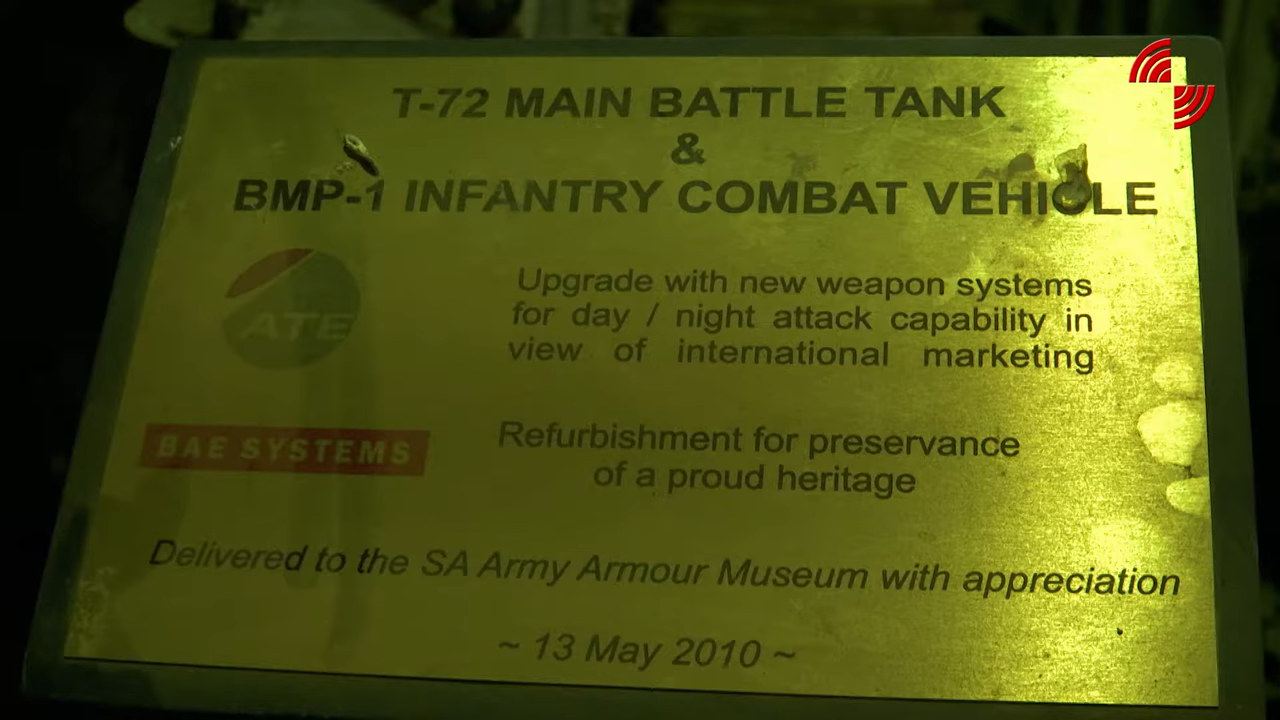 T-72 MAIN BATTLE TANK
&
BMP-1 INFANTRY COMBAT VEHICLE
ATE
Upgrade with new weapon systems
for day / night attack capability in
view of international marketing
BAE SYSTEMS
Refurbishment for preservance
of a proud heritage
Delivered to the SA Army Armour Museum with appreciation
~ 13 May 2010 ~